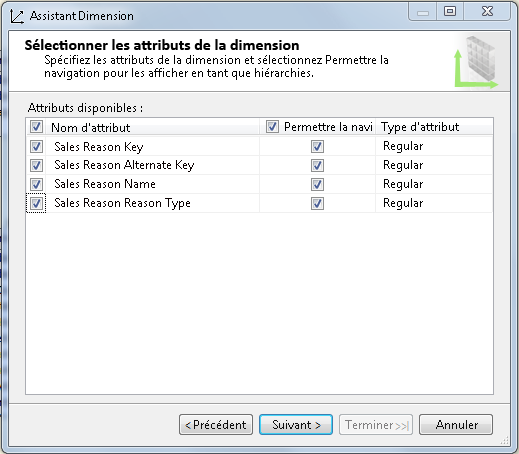 Assistant Dimension
Sélectionner les attributs de la dimension
Spécifiez les attributs de la dimension et sélectionnez Permettre la
navigation pour les afficher en tant que hiérarchies.
Attributs disponibles :
Nom d'attribut Permettre la navi Type d'attribut
Sales Reason Key Regular
Sales Reason Alternate Key Regular
Sales Reason Name Regular
Sales Reason Reason Type Regular
< Précédent Suivant > Terminer >>| Annuler